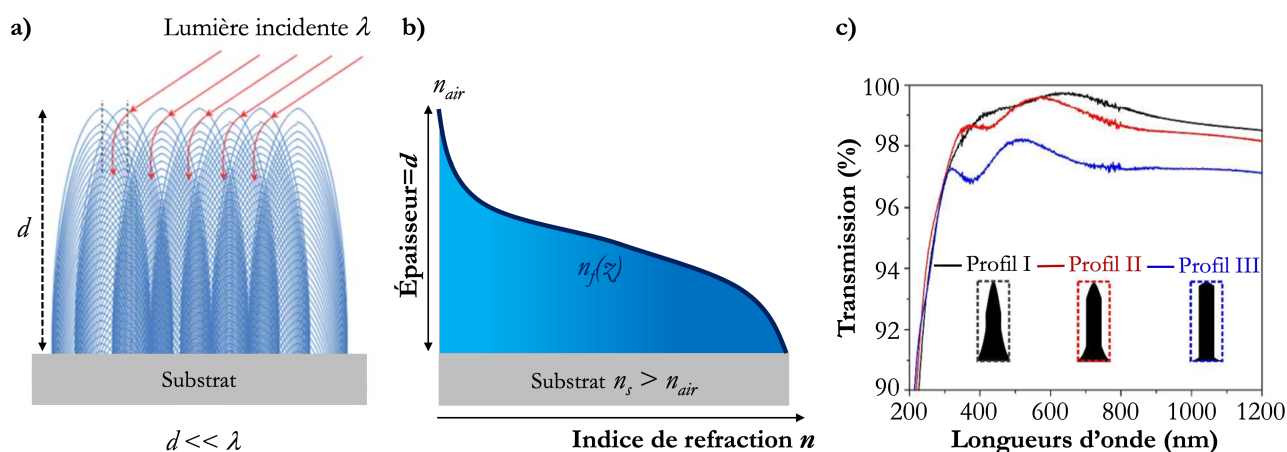 a)
Lumière incidente λ
d
Substrat
d << λ
b)
n_air
Épaisseur=d
n_f(z)
Substrat n_s > n_air
Indice de refraction n
c)
Transmission (%)
100
98
97
96
94
92
90
Profil I
Profil II
Profil III
200 400 600 800 1000 1200
Longueurs d'onde (nm)